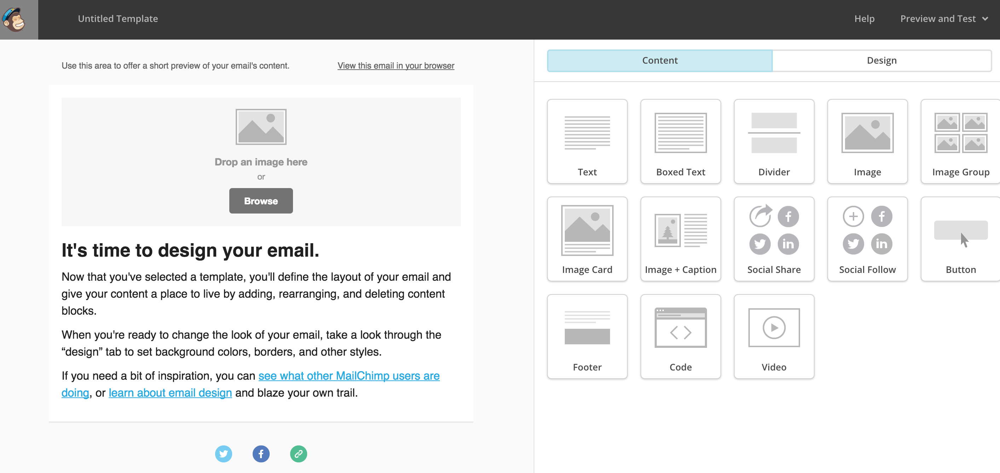 Untitled Template
Help
Preview and Test
Use this area to offer a short preview of your email's content.
View this email in your browser
Drop an image here
or
Browse
It's time to design your email.
Now that you've selected a template, you'll define the layout of your email and
give your content a place to live by adding, rearranging, and deleting content
blocks.
When you're ready to change the look of your email, take a look through the
“design” tab to set background colors, borders, and other styles.
If you need a bit of inspiration, you can see what other MailChimp users are
doing, or learn about email design and blaze your own trail.
Content
Design
Text
Boxed Text
Divider
Image
Image Group
Image Card
Image + Caption
Social Share
Social Follow
Button
Footer
Code
Video